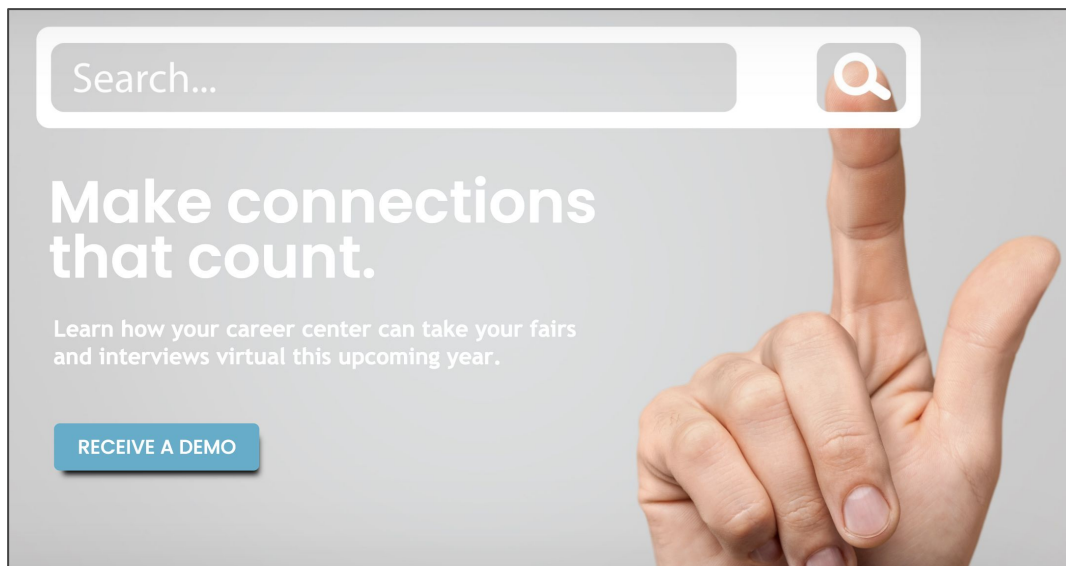 Search...
Make connections
that count.
Learn how your career center can take your fairs
and interviews virtual this upcoming year.
RECEIVE A DEMO